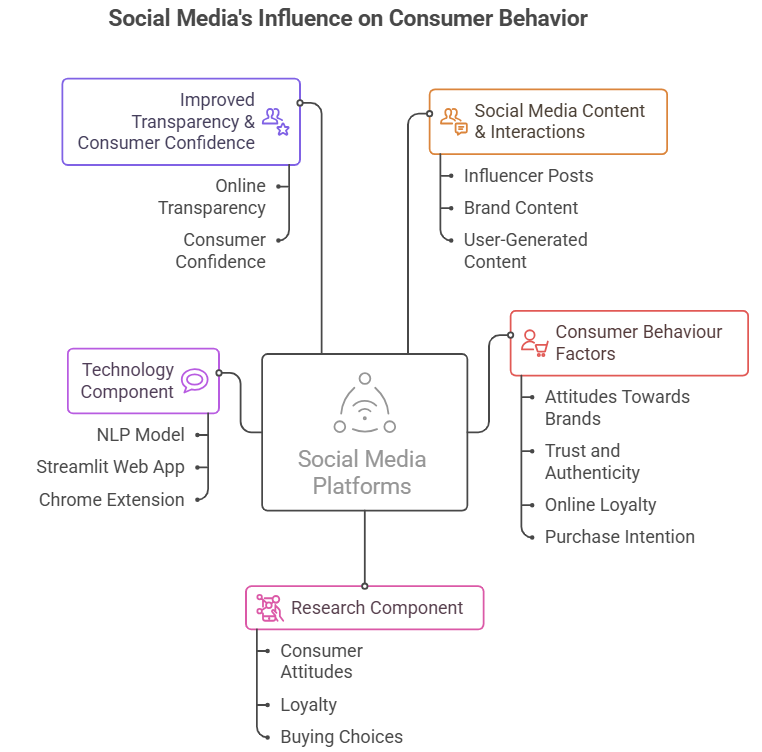 Social Media's Influence on Consumer Behavior
Improved
Transparency &
Consumer Confidence
Online
Transparency
Consumer
Confidence
Social Media Content
& Interactions
Influencer Posts
Brand Content
User-Generated
Content
Technology
Component
NLP Model
Streamlit Web App
Chrome Extension
Social Media
Platforms
Consumer Behaviour
Factors
Attitudes Towards
Brands
Trust and
Authenticity
Online Loyalty
Purchase Intention
Research Component
Consumer
Attitudes
Loyalty
Buying Choices